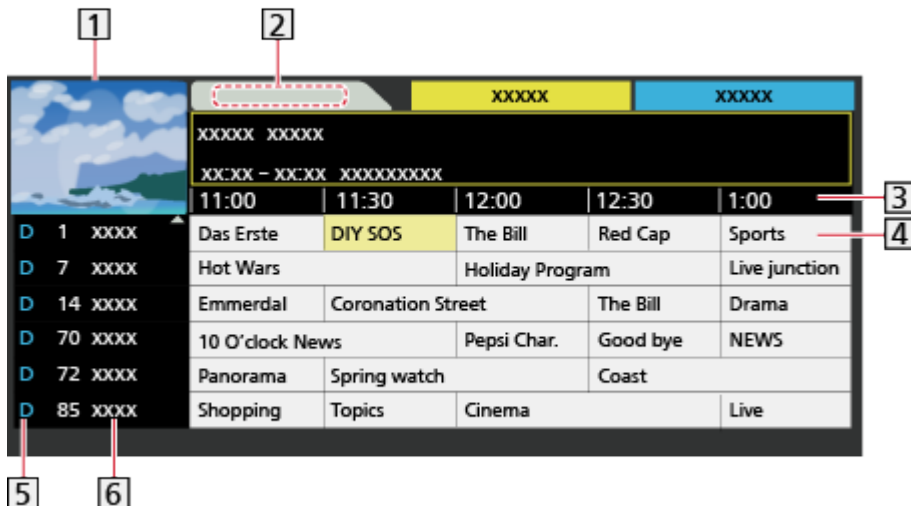 1 2
xxxxx xxxxx
xxxxx xxxxx
xx:xx – xx:xx xxxxxxxxx
11:00 11:30 12:00 12:30 1:00 3
D 1 xxxx Das Erste DIY SOS The Bill Red Cap Sports 4
D 7 xxxx Hot Wars Holiday Program Live junction
D 14 xxxx Emmerdal Coronation Street The Bill Drama
D 70 xxxx 10 O'clock News Pepsi Char. Good bye NEWS
D 72 xxxx Panorama Spring watch Coast
D 85 xxxx Shopping Topics Cinema Live
5 6